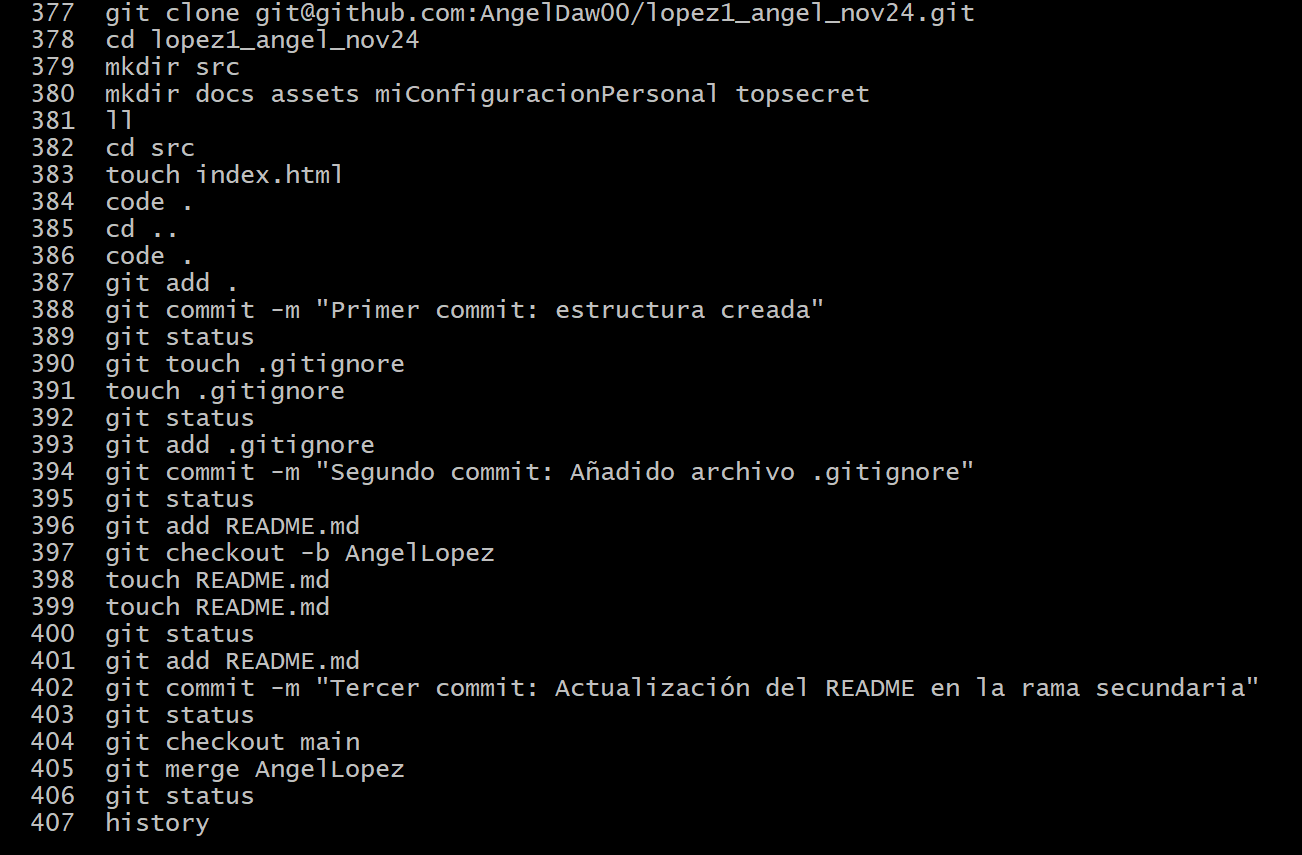 377 git clone git@github.com:AngelDaw00/lopez1_angel_nov24.git
378 cd lopez1_angel_nov24
379 mkdir src
380 mkdir docs assets miConfiguracionPersonal topsecret
381 ll
382 cd src
383 touch index.html
384 code .
385 cd ..
386 code .
387 git add .
388 git commit -m "Primer commit: estructura creada"
389 git status
390 git touch .gitignore
391 touch .gitignore
392 git status
393 git add .gitignore
394 git commit -m "Segundo commit: Añadido archivo .gitignore"
395 git status
396 git add README.md
397 git checkout -b AngelLopez
398 touch README.md
399 touch README.md
400 git status
401 git add README.md
402 git commit -m "Tercer commit: Actualización del README en la rama secundaria"
403 git status
404 git checkout main
405 git merge AngelLopez
406 git status
407 history